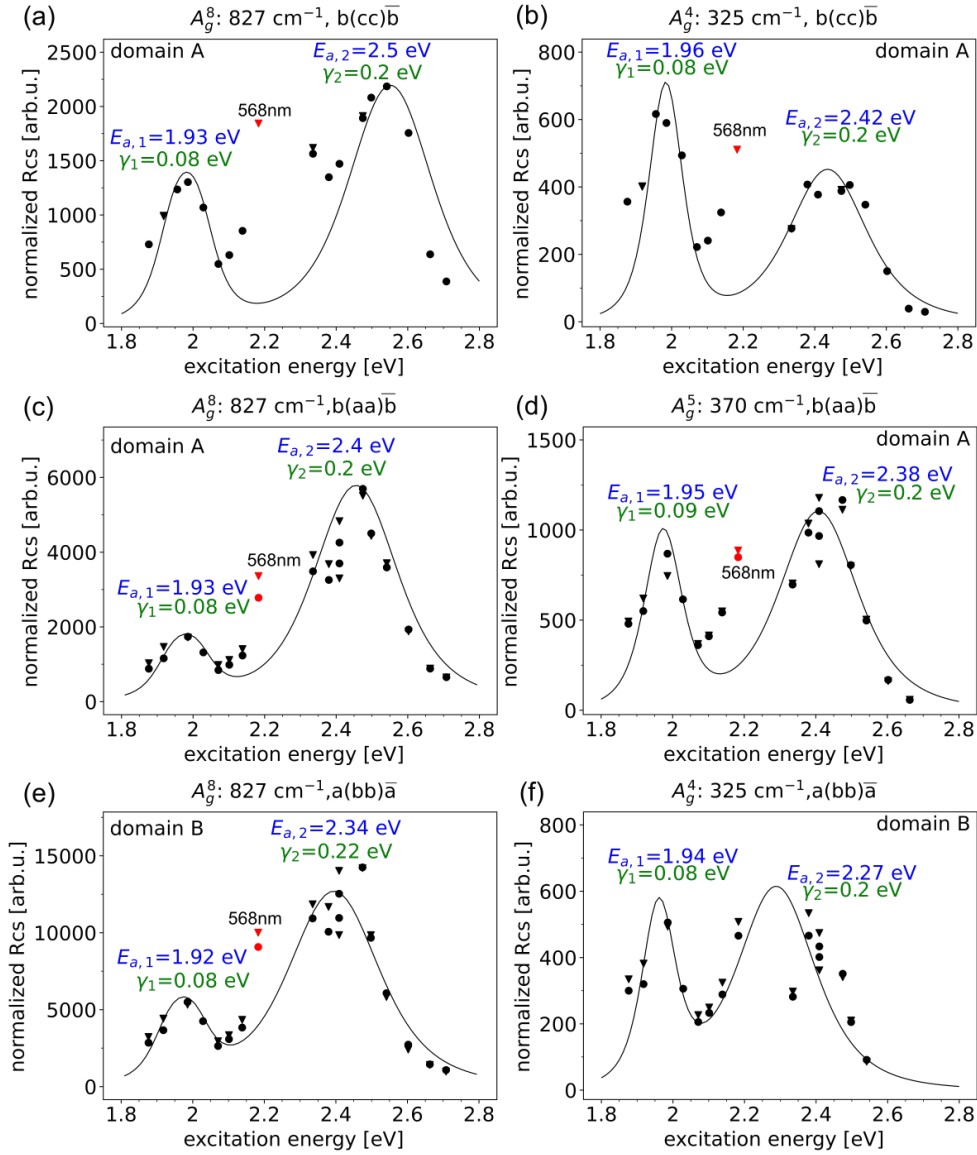 (a)
A_g^8: 827 cm⁻¹, b(cc)b̅
domain A
E_{a,2}=2.5 eV
γ₂=0.2 eV
568nm
E_{a,1}=1.93 eV
γ₁=0.08 eV
normalized Rcs [arb.u.]
2500
2000
1500
1000
500
0
1.8
2
2.2
2.4
2.6
2.8
excitation energy [eV]
(b)
A_g^4: 325 cm⁻¹, b(cc)b̅
domain A
E_{a,1}=1.96 eV
γ₁=0.08 eV
568nm
E_{a,2}=2.42 eV
γ₂=0.2 eV
normalized Rcs [arb.u.]
800
600
400
200
0
1.8
2
2.2
2.4
2.6
2.8
excitation energy [eV]
(c)
A_g^8: 827 cm⁻¹,b(aa)b̅
domain A
E_{a,2}=2.4 eV
γ₂=0.2 eV
568nm
E_{a,1}=1.93 eV
γ₁=0.08 eV
normalized Rcs [arb.u.]
6000
4000
2000
0
1.8
2
2.2
2.4
2.6
2.8
excitation energy [eV]
(d)
A_g^5: 370 cm⁻¹, b(aa)b̅
domain A
E_{a,1}=1.95 eV
γ₁=0.09 eV
E_{a,2}=2.38 eV
γ₂=0.2 eV
568nm
normalized Rcs [arb.u.]
1500
1000
500
0
1.8
2
2.2
2.4
2.6
2.8
excitation energy [eV]
(e)
A_g^8: 827 cm⁻¹,a(bb)a̅
domain B
E_{a,2}=2.34 eV
γ₂=0.22 eV
568nm
E_{a,1}=1.92 eV
γ₁=0.08 eV
normalized Rcs [arb.u.]
15000
10000
5000
0
1.8
2
2.2
2.4
2.6
2.8
excitation energy [eV]
(f)
A_g^4: 325 cm⁻¹,a(bb)a̅
domain B
E_{a,1}=1.94 eV
γ₁=0.08 eV
E_{a,2}=2.27 eV
γ₂=0.2 eV
normalized Rcs [arb.u.]
800
600
400
200
0
1.8
2
2.2
2.4
2.6
2.8
excitation energy [eV]